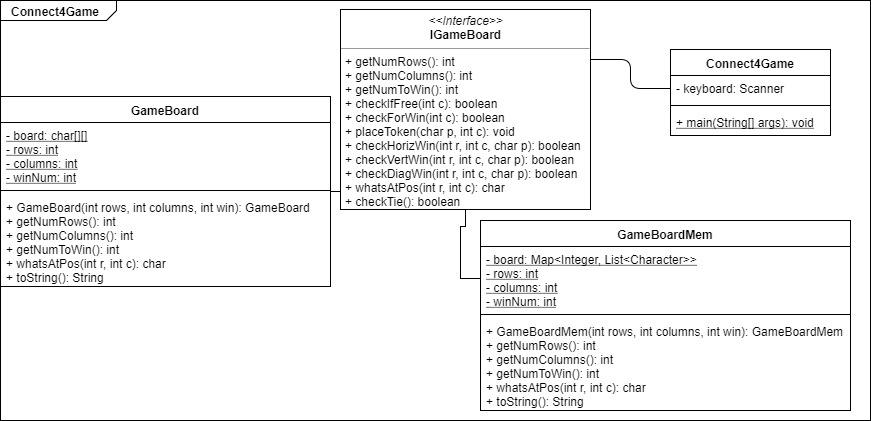 Connect4Game
<<Interface>>
IGameBoard
+ getNumRows(): int
+ getNumColumns(): int
+ getNumToWin(): int
+ checkIfFree(int c): boolean
+ checkForWin(int c): boolean
+ placeToken(char p, int c): void
+ checkHorizWin(int r, int c, char p): boolean
+ checkVertWin(int r, int c, char p): boolean
+ checkDiagWin(int r, int c, char p): boolean
+ whatsAtPos(int r, int c): char
+ checkTie(): boolean
Connect4Game
- keyboard: Scanner
+ main(String[] args): void
GameBoard
- board: char[][]
- rows: int
- columns: int
- winNum: int
+ GameBoard(int rows, int columns, int win): GameBoard
+ getNumRows(): int
+ getNumColumns(): int
+ getNumToWin(): int
+ whatsAtPos(int r, int c): char
+ toString(): String
GameBoardMem
- board: Map<Integer, List<Character>>
- rows: int
- columns: int
- winNum: int
+ GameBoardMem(int rows, int columns, int win): GameBoardMem
+ getNumRows(): int
+ getNumColumns(): int
+ getNumToWin(): int
+ whatsAtPos(int r, int c): char
+ toString(): String